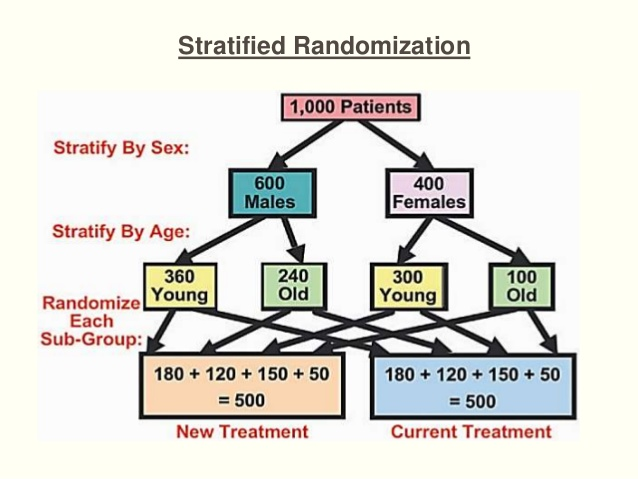 Stratified Randomization
1,000 Patients
Stratify By Sex:
600
Males
400
Females
Stratify By Age:
360
Young
240
Old
300
Young
100
Old
Randomize
Each
Sub-Group:
180 + 120 + 150 + 50
= 500
180 + 120 + 150 + 50
= 500
New Treatment
Current Treatment